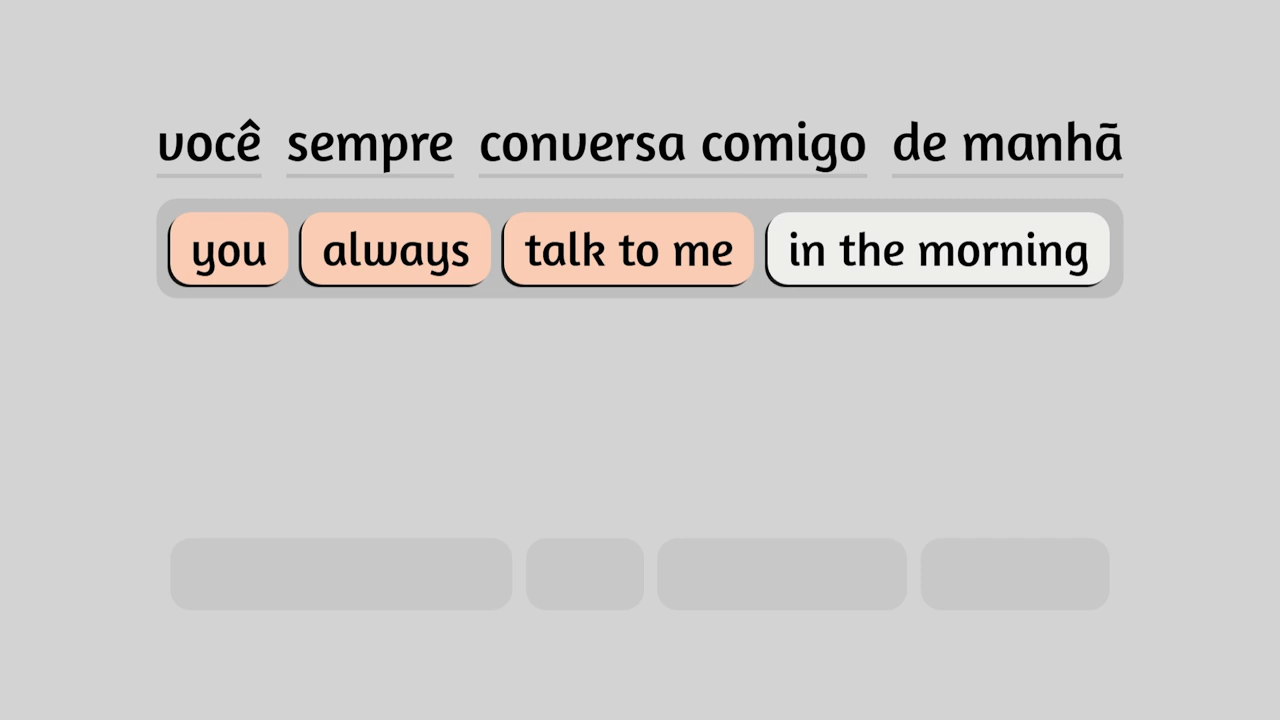 você sempre conversa comigo de manhã
you always talk to me in the morning